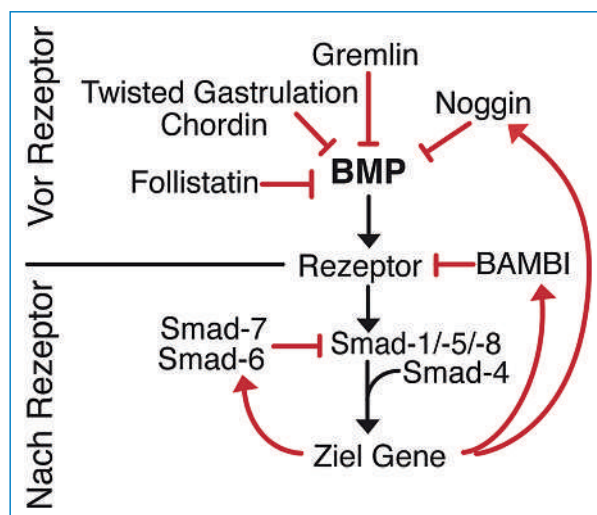 Vor Rezeptor
Gremlin
Twisted Gastrulation
Chordin
Noggin
Follistatin
BMP
Nach Rezeptor
Rezeptor
BAMBI
Smad-7
Smad-6
Smad-1/-5/-8
Smad-4
Ziel Gene